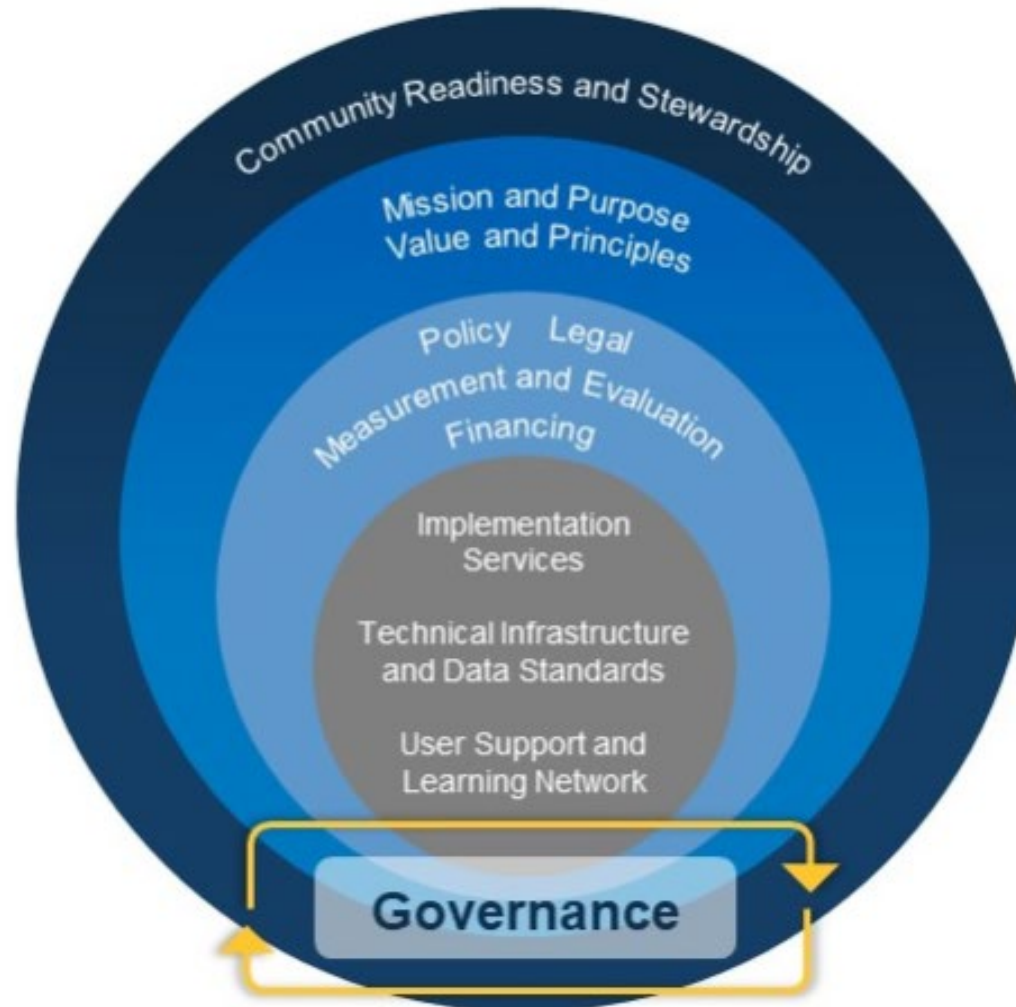 Community Readiness and Stewardship
Mission and Purpose
Value and Principles
Policy Legal
Measurement and Evaluation
Financing
Implementation
Services
Technical Infrastructure
and Data Standards
User Support and
Learning Network
Governance